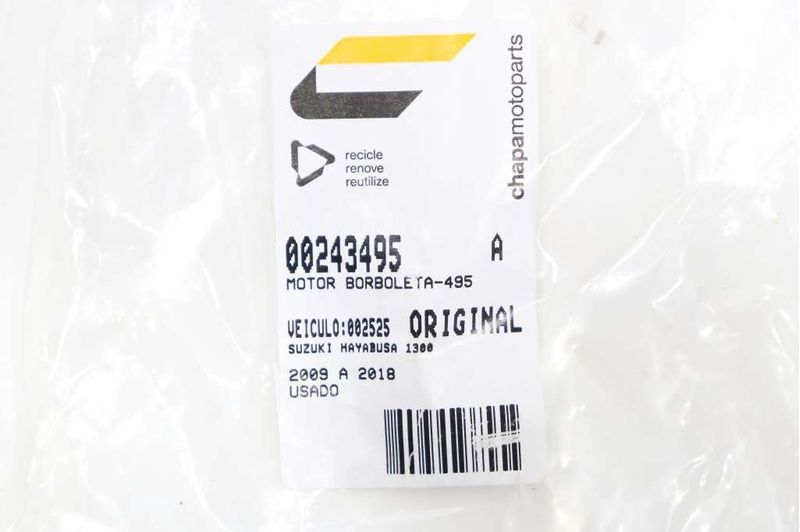 chapamotoparts
recicle
renove
reutilize
00243495 A
MOTOR BORBOLETA-495
VEICULO:002525 ORIGINAL
SUZUKI HAYABUSA 1300
2009 A 2018
USADO